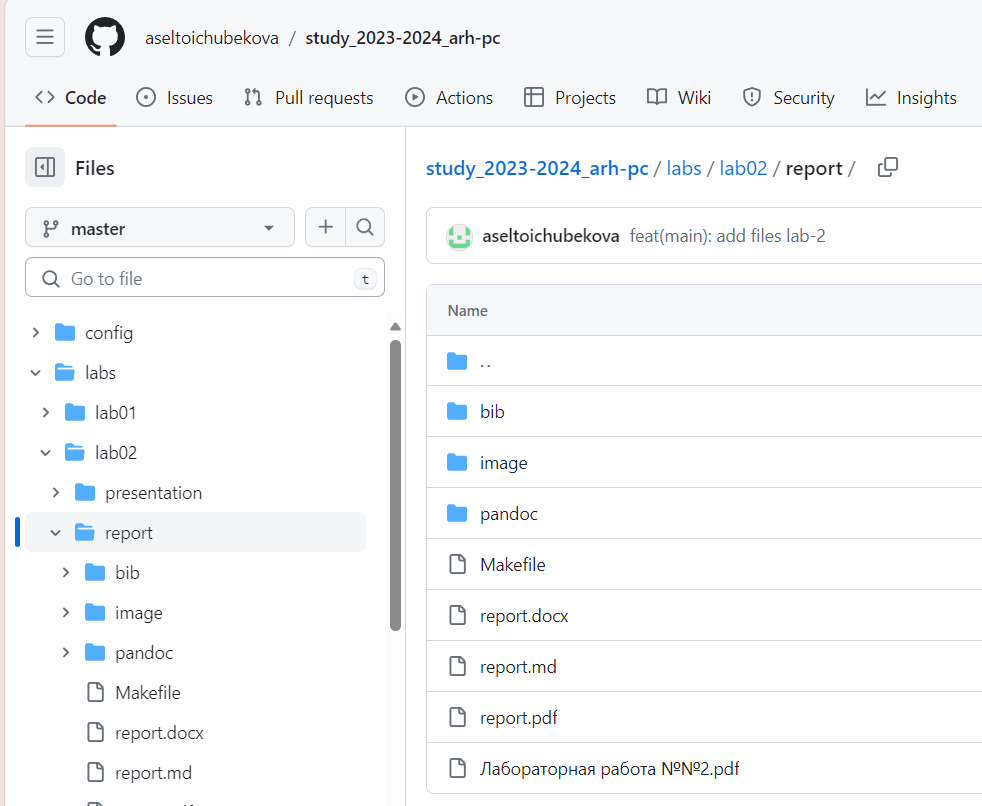 aseltoichubekova / study_2023-2024_arh-pc
Code Issues Pull requests Actions Projects Wiki Security Insights
Files
master
Go to file t
config
labs
lab01
lab02
presentation
report
bib
image
pandoc
Makefile
report.docx
report.md
study_2023-2024_arh-pc / labs / lab02 / report /
aseltoichubekova feat(main): add files lab-2
Name
..
bib
image
pandoc
Makefile
report.docx
report.md
report.pdf
Лабораторная работа №№2.pdf